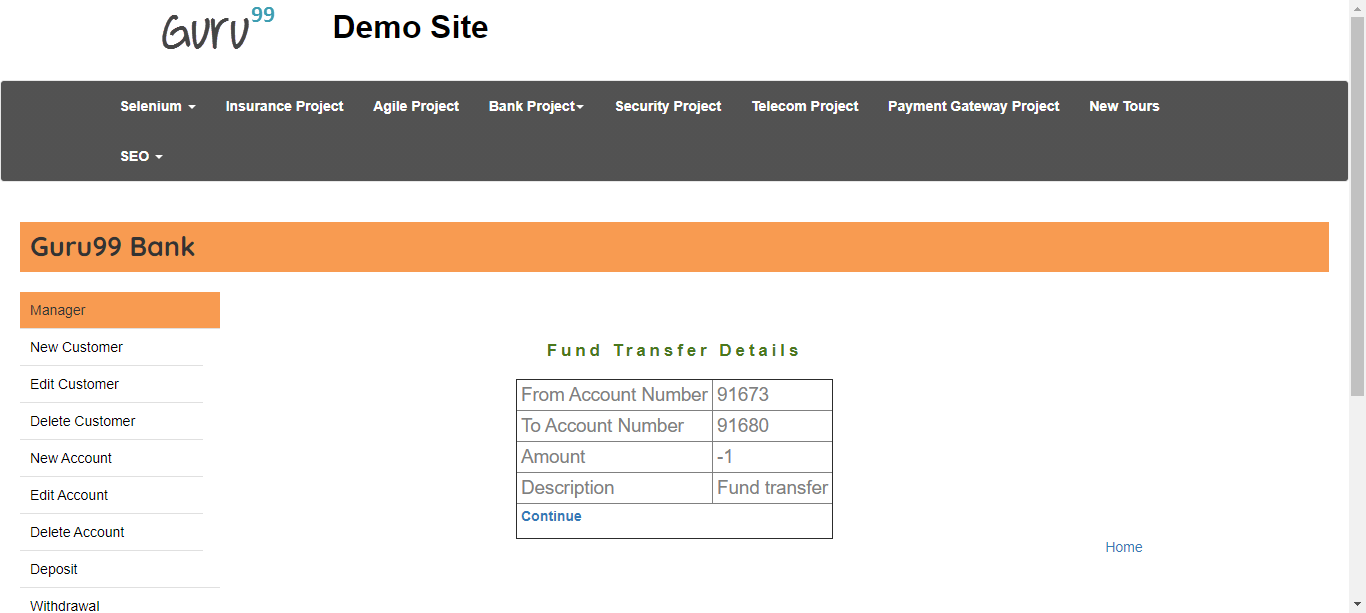 Guru99 Demo Site
Selenium Insurance Project Agile Project Bank Project Security Project Telecom Project Payment Gateway Project New Tours
SEO
Guru99 Bank
Manager
New Customer
Edit Customer
Delete Customer
New Account
Edit Account
Delete Account
Deposit
Withdrawal
Fund Transfer Details
From Account Number 91673
To Account Number 91680
Amount -1
Description Fund transfer
Continue
Home